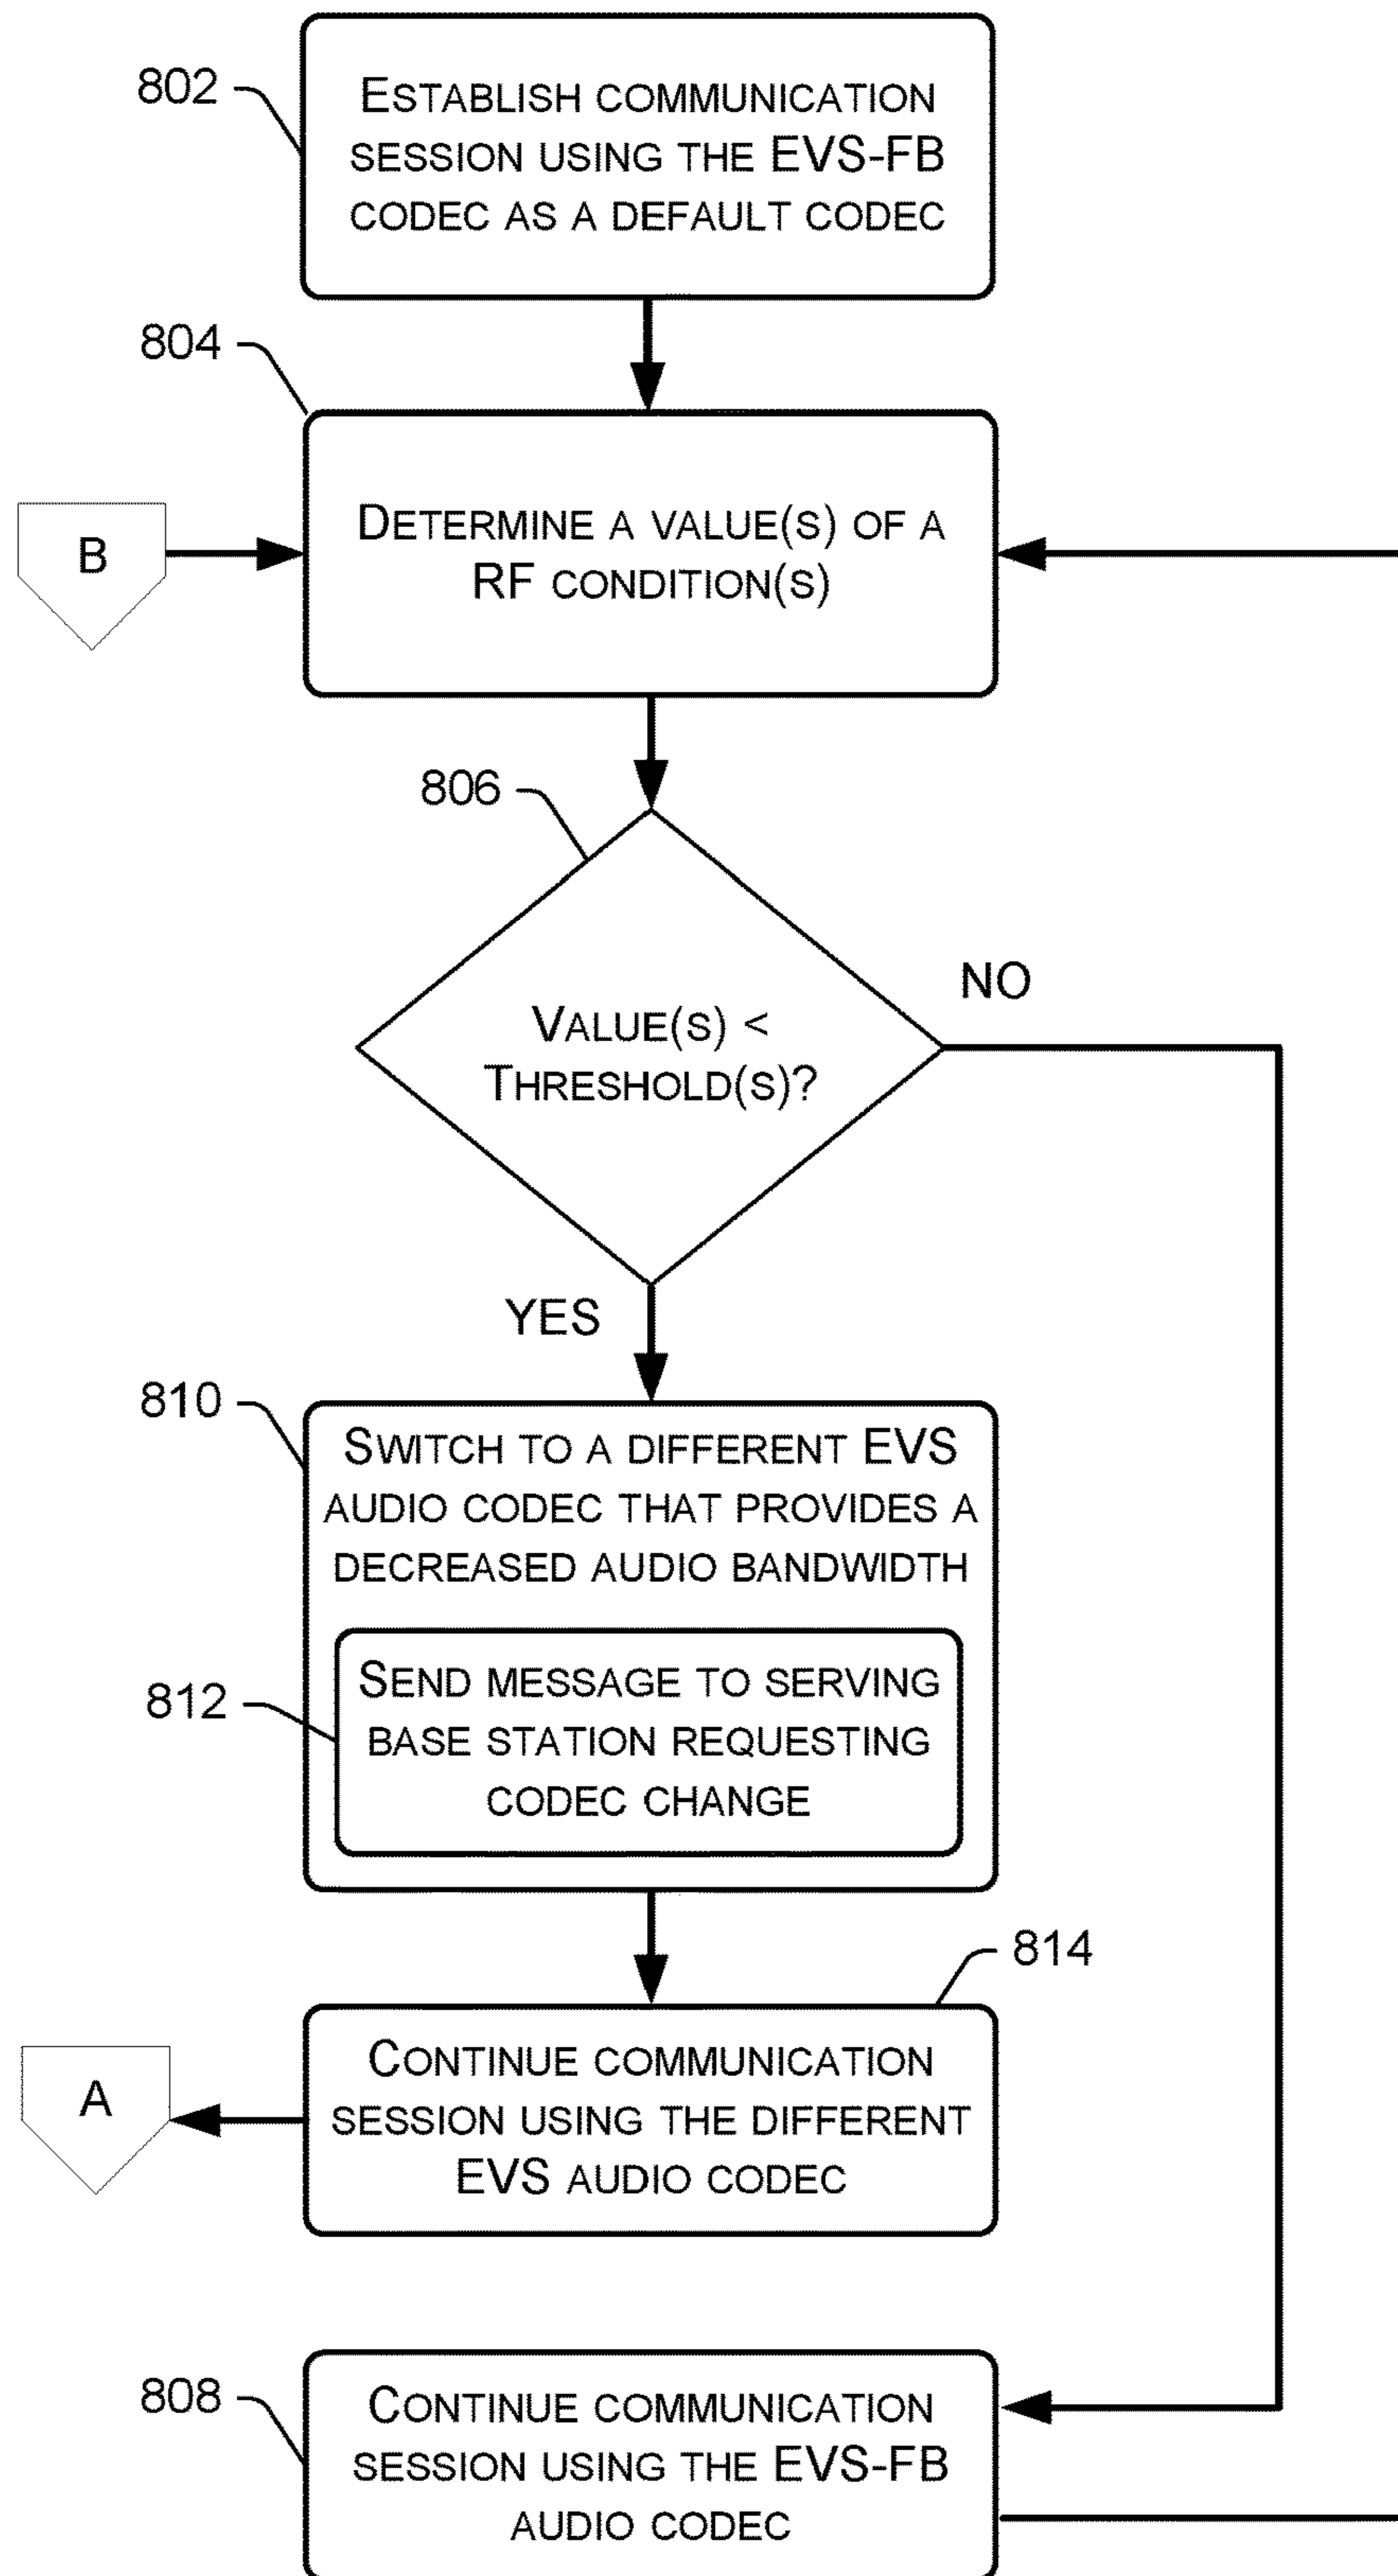 802
ESTABLISH COMMUNICATION
SESSION USING THE EVS-FB
CODEC AS A DEFAULT CODEC
804
B
DETERMINE A VALUE(S) OF A
RF CONDITION(S)
806
NO
VALUE(S) <
THRESHOLD(S)?
YES
810
SWITCH TO A DIFFERENT EVS
AUDIO CODEC THAT PROVIDES A
DECREASED AUDIO BANDWIDTH
812
SEND MESSAGE TO SERVING
BASE STATION REQUESTING
CODEC CHANGE
814
A
CONTINUE COMMUNICATION
SESSION USING THE DIFFERENT
EVS AUDIO CODEC
808
CONTINUE COMMUNICATION
SESSION USING THE EVS-FB
AUDIO CODEC